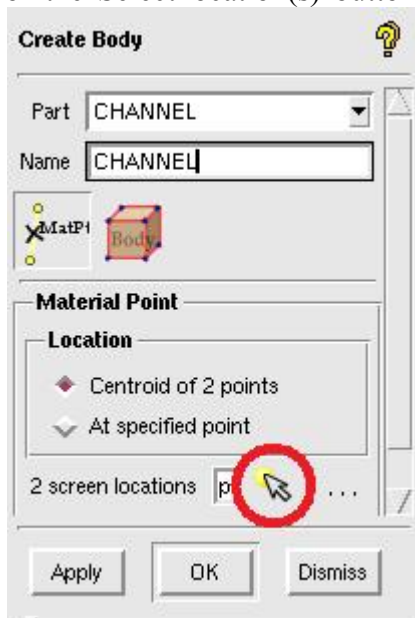 Create Body
Part CHANNEL
Name CHANNEL
MatPt Body
Material Point
Location
Centroid of 2 points
At specified point
2 screen locations p ...
Apply OK Dismiss